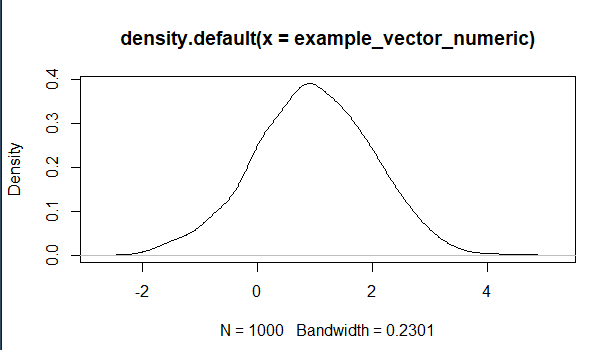 density.default(x = example_vector_numeric)
Density
0.4
0.3
0.2
0.1
0.0
-2 0 2 4
N = 1000 Bandwidth = 0.2301